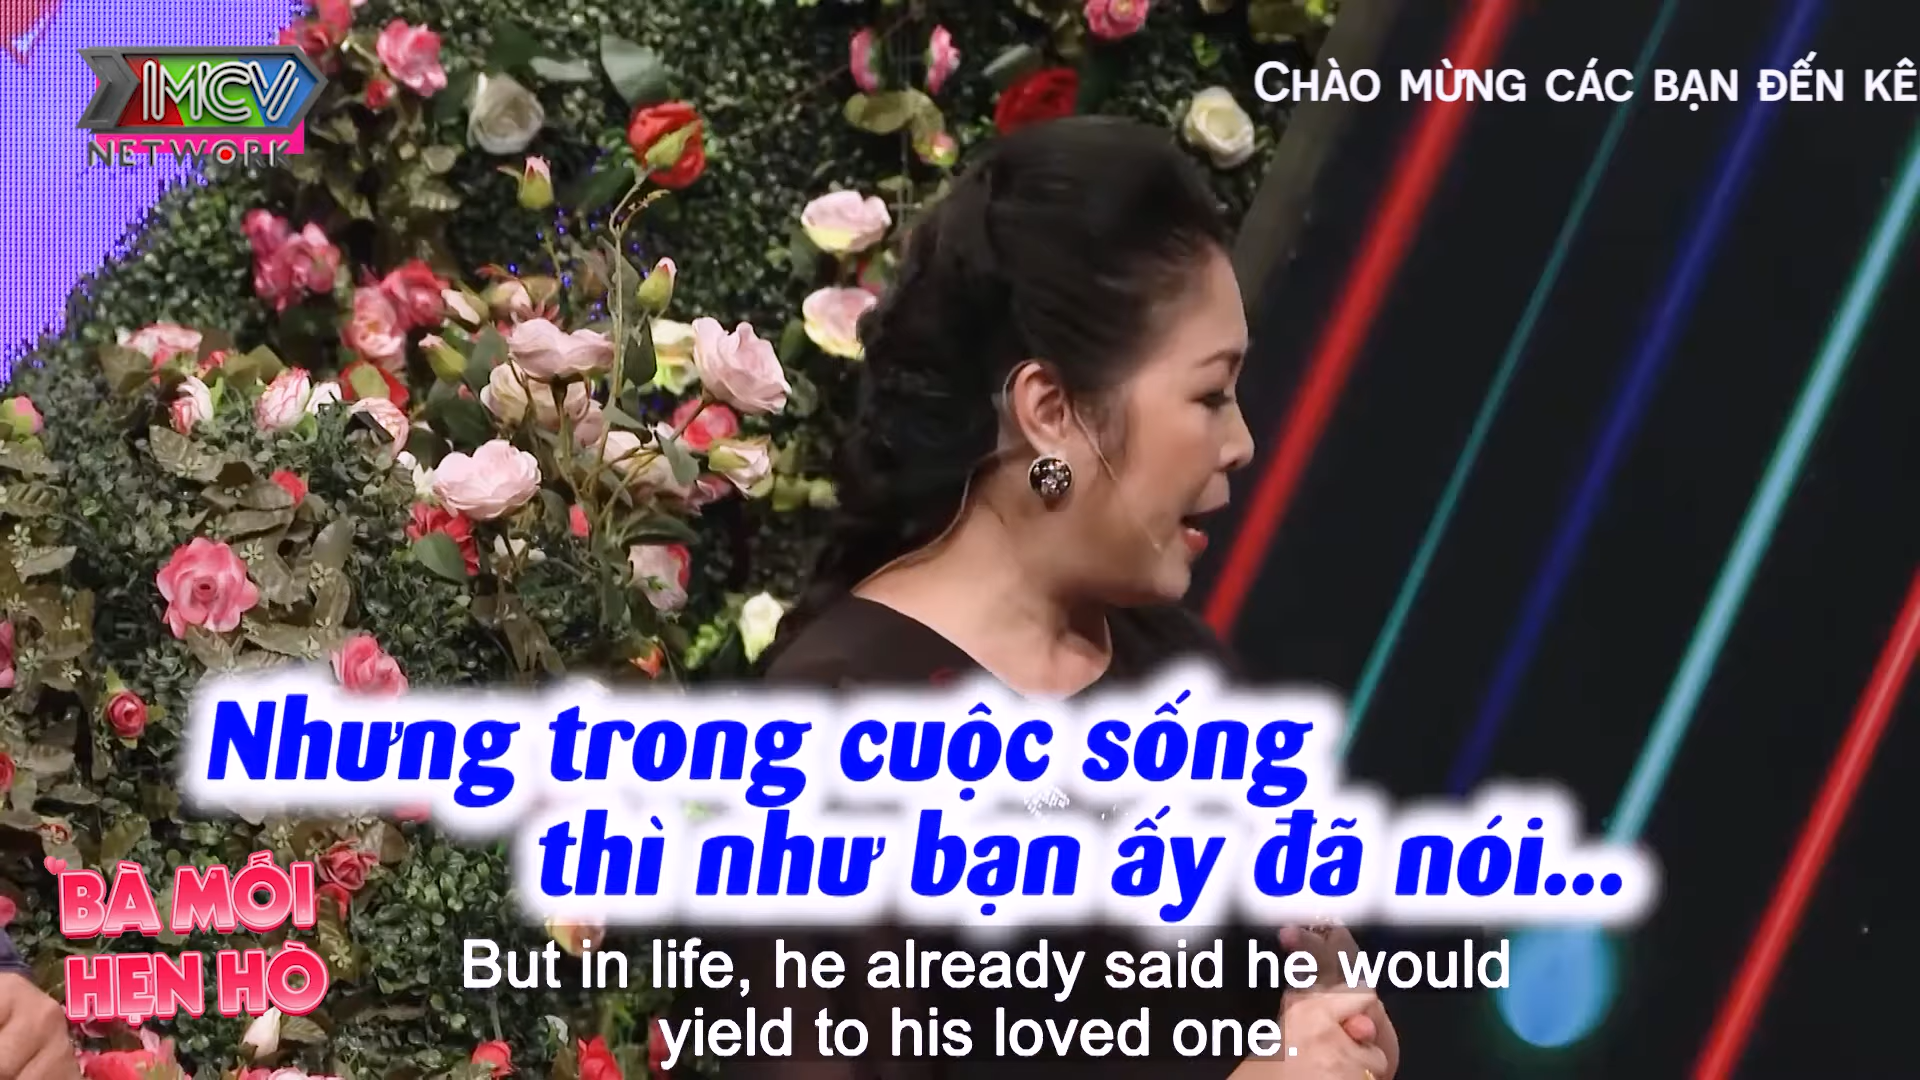 MCV
NETWORK
CHÀO MỪNG CÁC BẠN ĐẾN KÊ
Nhưng trong cuộc sống
thì như bạn ấy đã nói...
BÀ MỐI
HẸN HÒ
But in life, he already said he would
yield to his loved one.